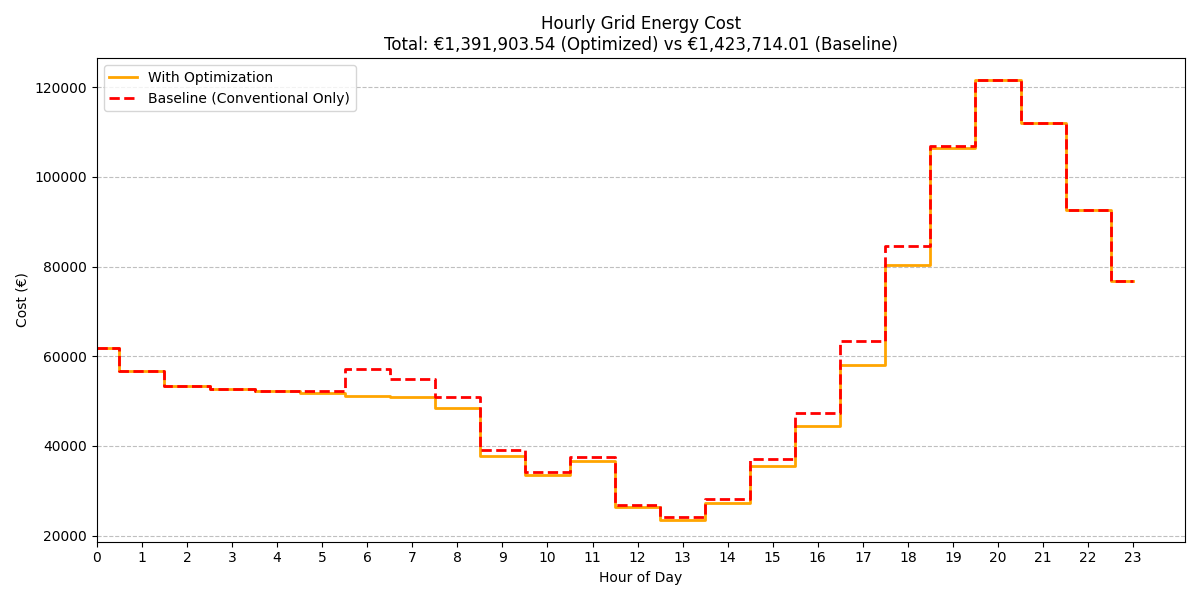 Hourly Grid Energy Cost
Total: €1,391,903.54 (Optimized) vs €1,423,714.01 (Baseline)
With Optimization
Baseline (Conventional Only)
120000
100000
80000
60000
40000
20000
Cost (€)
0 1 2 3 4 5 6 7 8 9 10 11 12 13 14 15 16 17 18 19 20 21 22 23
Hour of Day